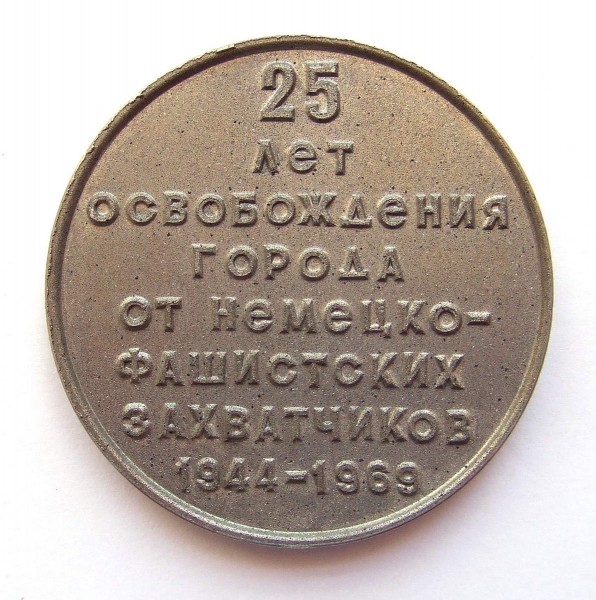 25
лет
освобождения
города
от немецко-
фашистских
захватчиков
1944-1969